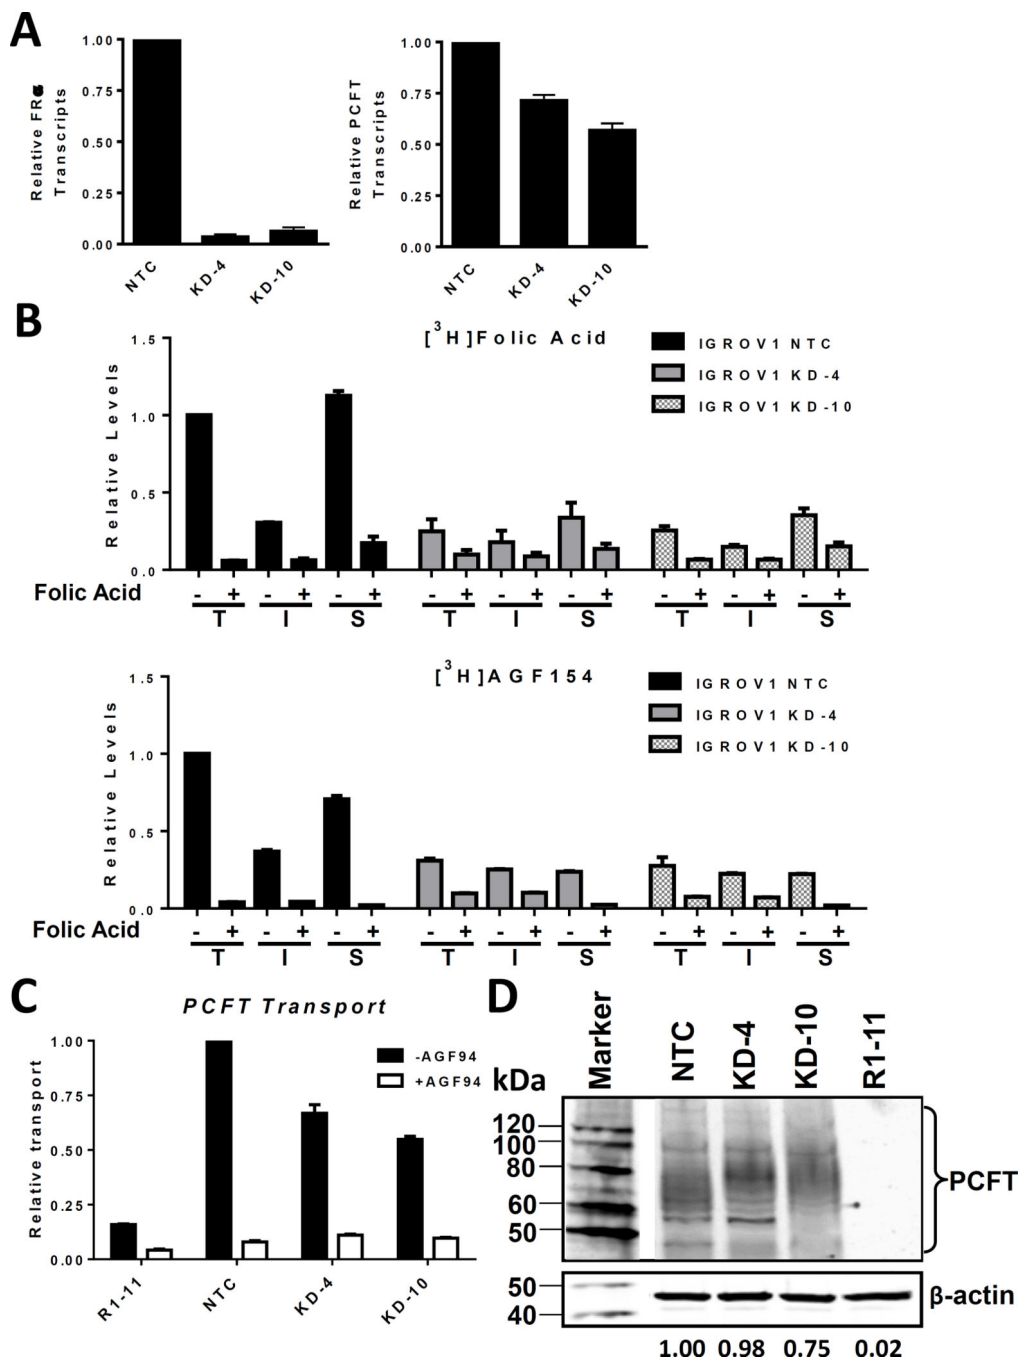 A
Relative FRα
Transcripts
1.00
0.75
0.50
0.25
0.00
NTC
KD-4
KD-10
Relative PCFT
Transcripts
1.00
0.75
0.50
0.25
0.00
NTC
KD-4
KD-10
B
[3H]Folic Acid
IGROV1 NTC
IGROV1 KD-4
IGROV1 KD-10
Relative Levels
1.5
1.0
0.5
0.0
Folic Acid - + - + - + - + - + - + - + - + - +
T I S T I S T I S
[3H]AGF154
IGROV1 NTC
IGROV1 KD-4
IGROV1 KD-10
Relative Levels
1.5
1.0
0.5
0.0
Folic Acid - + - + - + - + - + - + - + - + - +
T I S T I S T I S
C
PCFT Transport
-AGF94
+AGF94
Relative transport
1.00
0.75
0.50
0.25
0.00
R1-11
NTC
KD-4
KD-10
D
kDa
Marker
NTC
KD-4
KD-10
R1-11
120
100
80
60
50
PCFT
50
40
β-actin
1.00 0.98 0.75 0.02